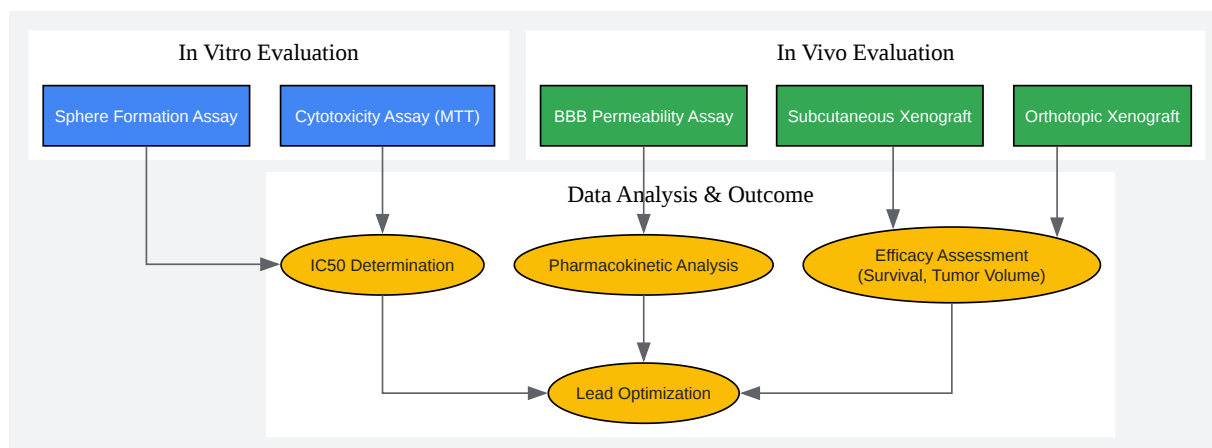 In Vitro Evaluation
In Vivo Evaluation
Sphere Formation Assay
Cytotoxicity Assay (MTT)
BBB Permeability Assay
Subcutaneous Xenograft
Orthotopic Xenograft
Data Analysis & Outcome
IC50 Determination
Pharmacokinetic Analysis
Efficacy Assessment
(Survival, Tumor Volume)
Lead Optimization